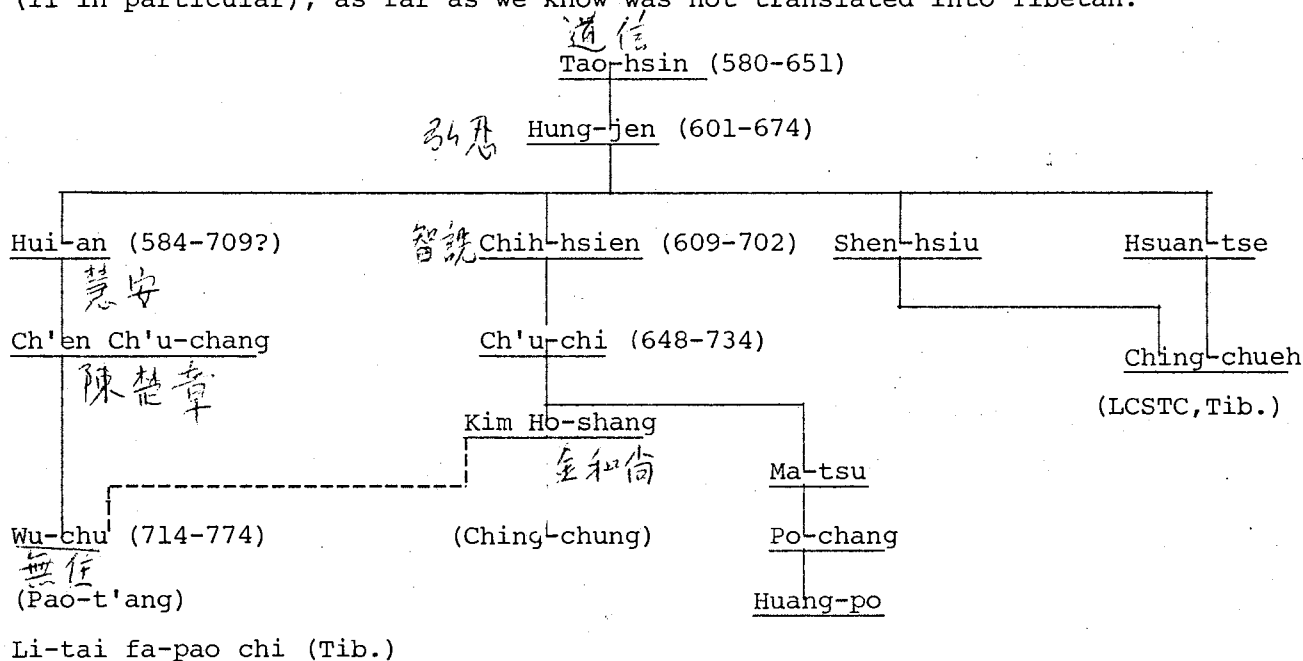 (II in particular), as far as we know was not translated into Tibetan.
道信
Tao-hsin (580-651)
弘忍 Hung-jen (601-674)
Hui-an (584-709?) 智詵 Chih-hsien (609-702) Shen-hsiu Hsuan-tse
慧安
Ch'en Ch'u-chang Ch'u-chi (648-734) Ching-chueh
陳楚章
(LCSTC,Tib.)
Kim Ho-shang
金和尚
Ma-tsu
Wu-chu (714-774) (Ching-chung) Po-chang
無住
(Pao-t'ang) Huang-po
Li-tai fa-pao chi (Tib.)